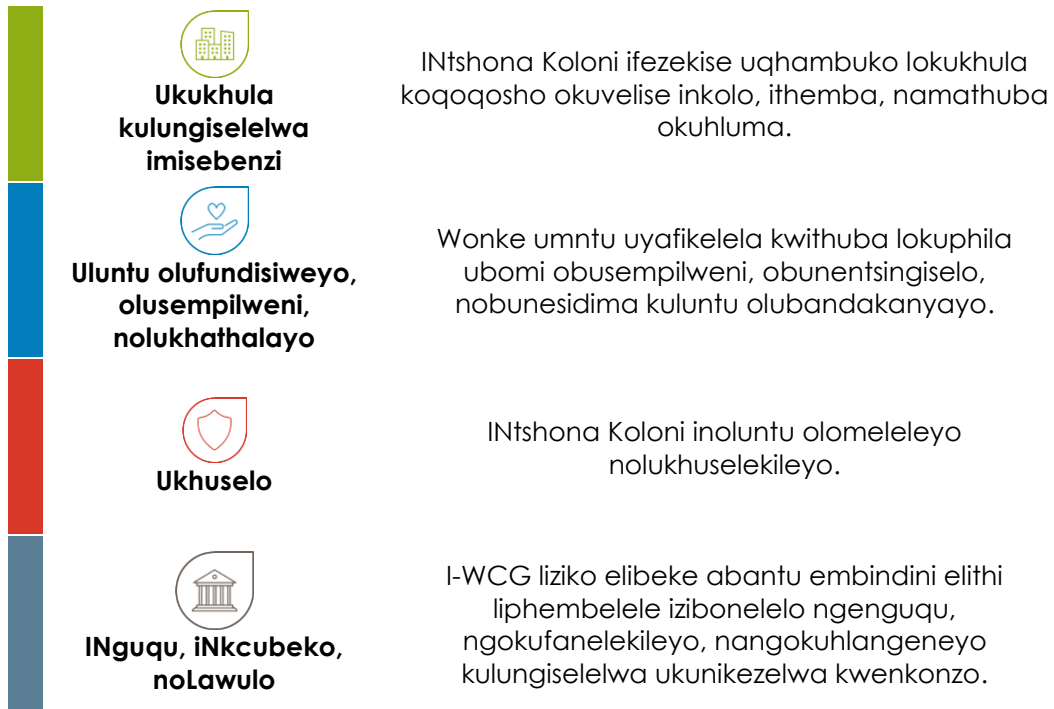 Ukukhula
kulungiselelwa
imisebenzi
INtshona Koloni ifezekise uqhambuko lokukhula
koqoqosho okuvelise inkolo, ithemba, namathuba
okuhluma.
Uluntu olufundisiweyo,
olusempilweni,
nolukhathalayo
Wonke umntu uyafikelela kwithuba lokuphila
ubomi obusempilweni, obunentsingiselo,
nobunesidima kuluntu olubandakanyayo.
Ukhuselo
INtshona Koloni inoluntu olomeleleyo
nolukhuselekileyo.
INguqu, iNkcubeko,
noLawulo
I-WCG liziko elibeke abantu embindini elithi
liphembelele izibonelelo ngenguqu,
ngokufanelekileyo, nangokuhlangeneyo
kulungiselelwa ukunikezelwa kwenkonzo.